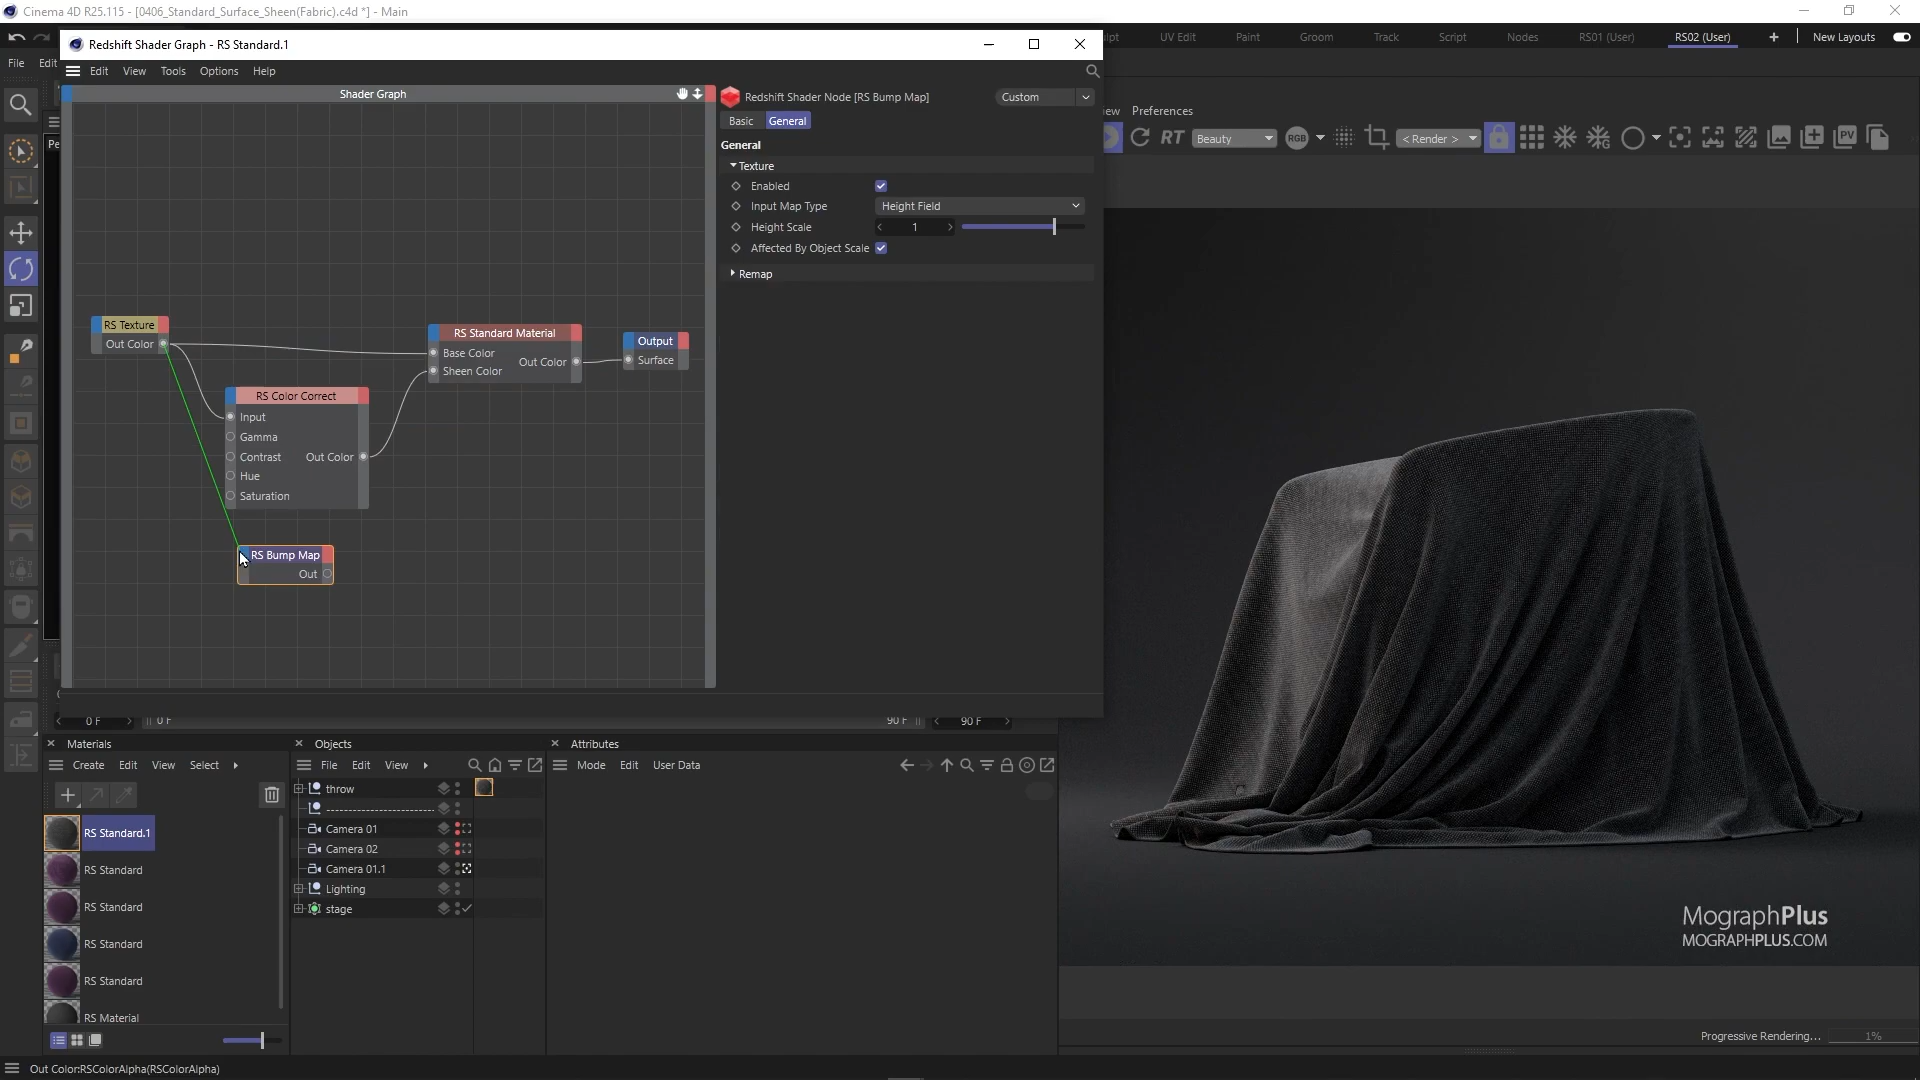 Cinema 4D R25.115 - [0406_Standard_Surface_Sheen(Fabric).c4d *] - Main
Redshift Shader Graph - RS Standard.1
UV Edit Paint Groom Track Script Nodes RS01 (User) RS02 (User) New Layouts
File Edit
Edit View Tools Options Help
Shader Graph
Redshift Shader Node [RS Bump Map]
Custom
Preferences
Basic General
RT Beauty RGB < Render > PV
General
Texture
Enabled
Input Map Type Height Field
Height Scale 1
Affected By Object Scale
Remap
RS Texture
Out Color
RS Standard Material
Base Color
Out Color
Sheen Color
Output
Surface
RS Color Correct
Input
Gamma
Contrast Out Color
Hue
Saturation
RS Bump Map
Out
0 F 0 F 90 F 90 F
Materials
Create Edit View Select
RS Standard.1
RS Standard
RS Standard
RS Standard
RS Standard
RS Material
Objects
File Edit View
throw
------------------------
Camera 01
Camera 02
Camera 01.1
Lighting
stage
Attributes
Mode Edit User Data
MographPlus
MOGRAPHPLUS.COM
Progressive Rendering... 1%
Out Color:RSColorAlpha(RSColorAlpha)